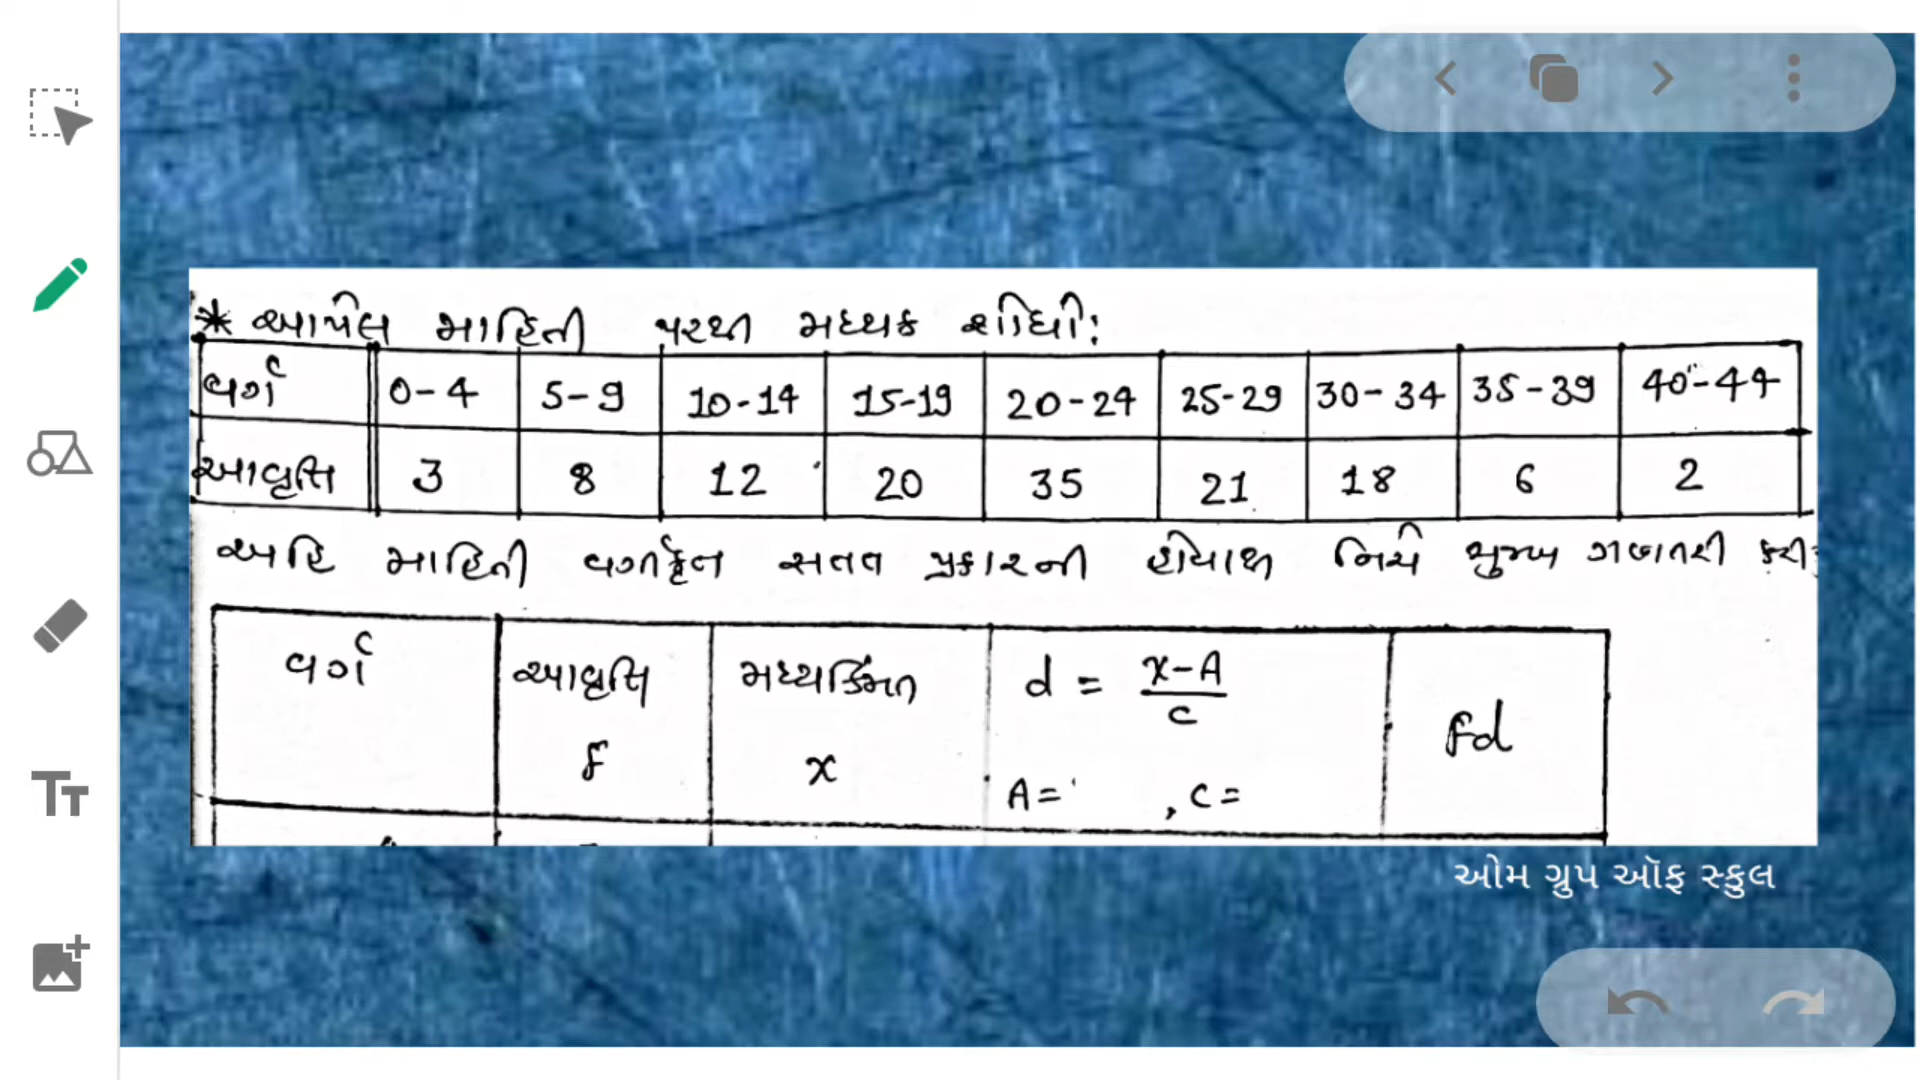 * આપેલ માહિતી પરથી મધ્યક શોધો:
વર્ગ 0-4 5-9 10-14 15-19 20-24 25-29 30-34 35-39 40-44
આવૃત્તિ 3 8 12 20 35 21 18 6 2
અહિ માહિતી વર્ગીકૃત સતત પ્રકારની હોવાથી નિચે મુજબ ગણતરી કરી
વર્ગ આવૃત્તિ f મધ્યકિંમત x d = x-A / c A= , c= fd
ઓમ ગ્રુપ ઑફ સ્કુલ
TT